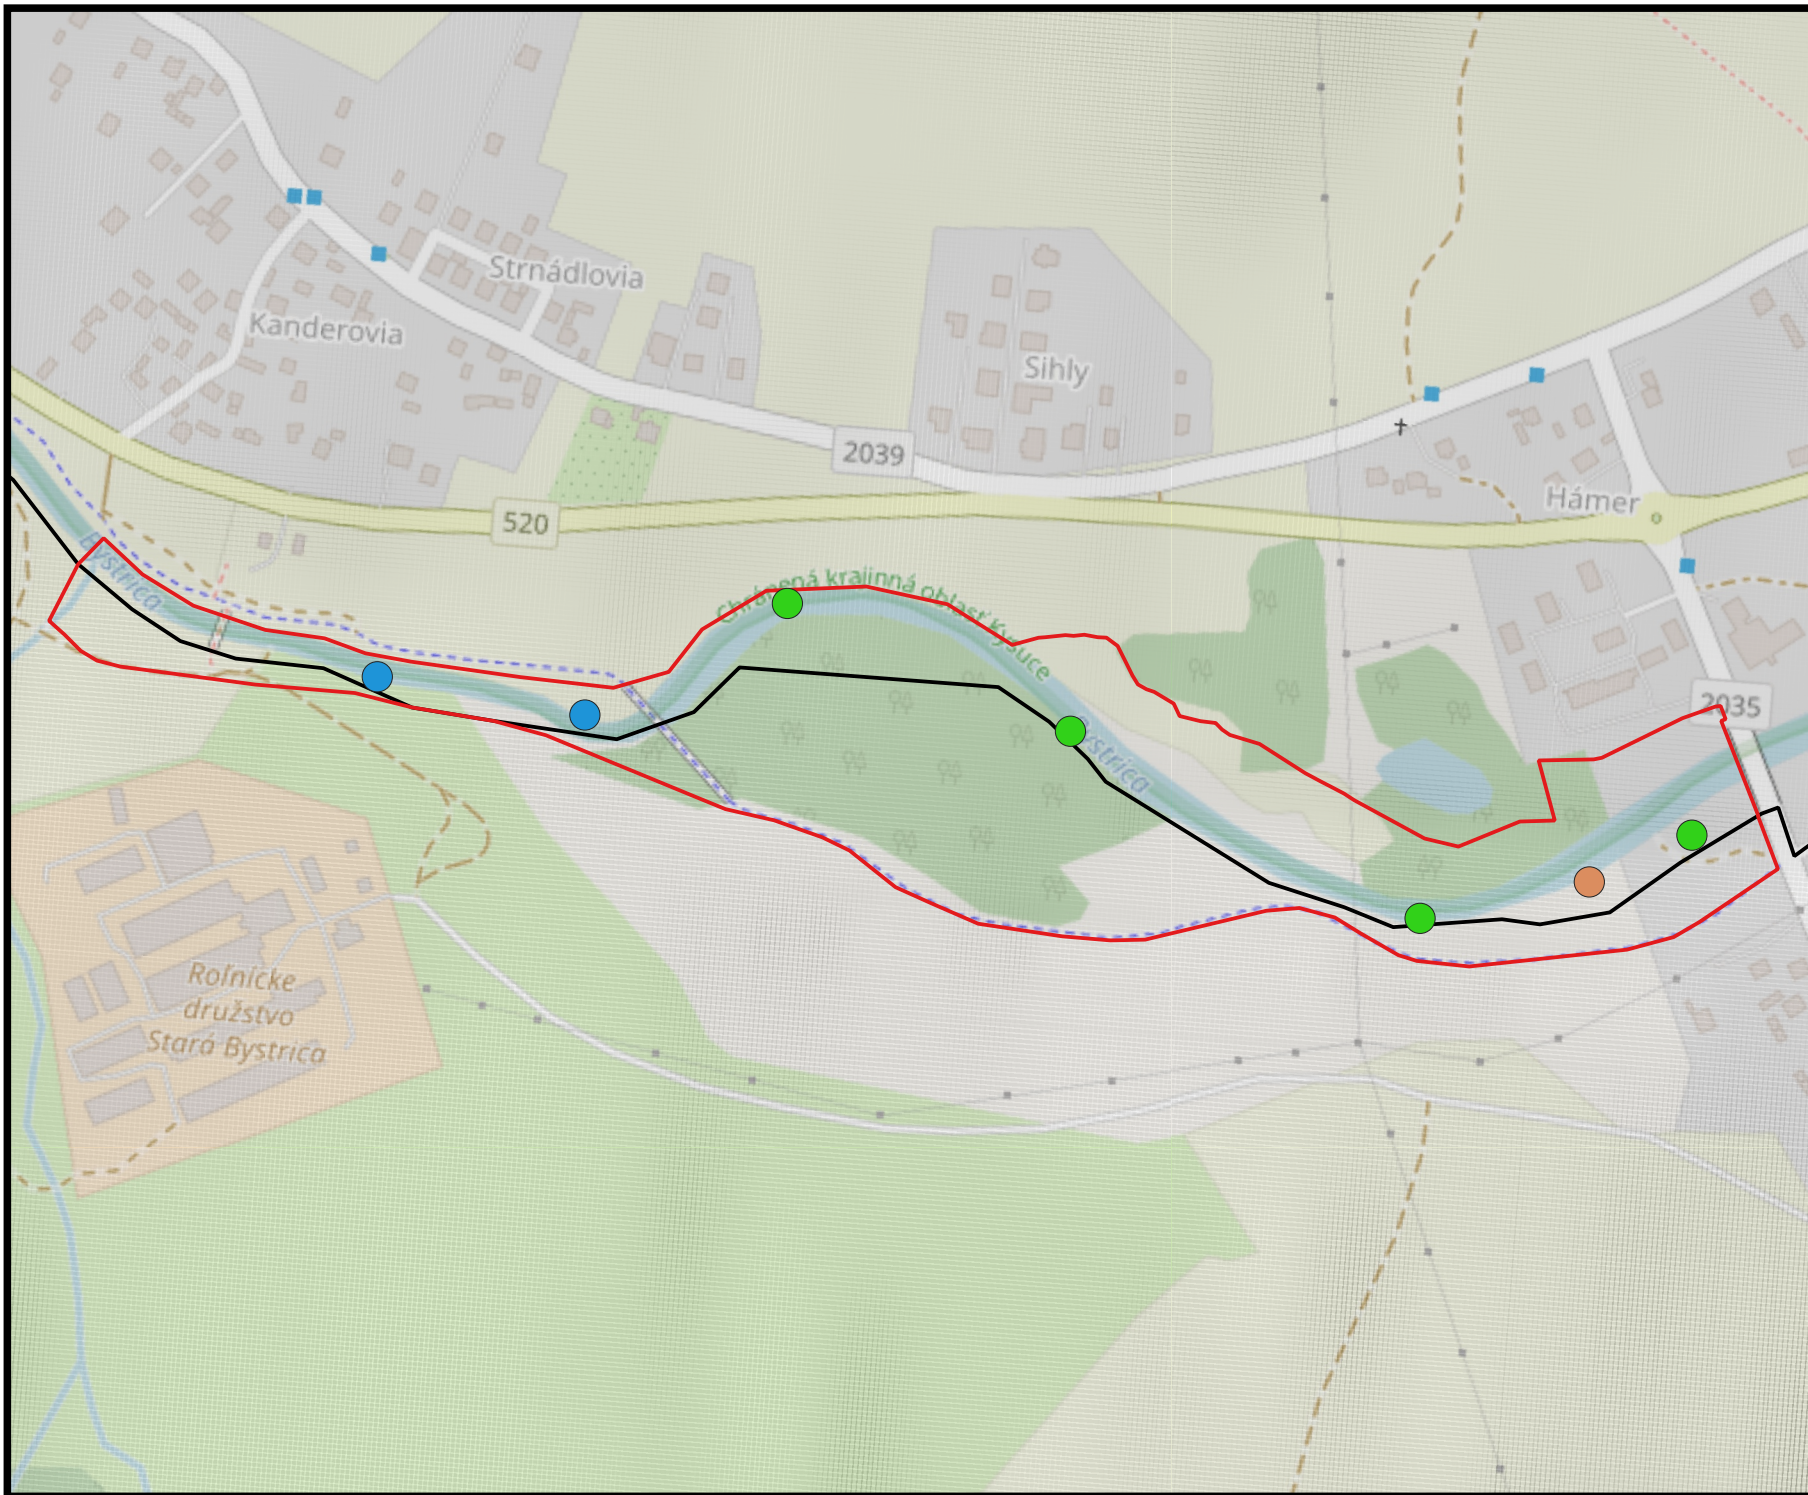 Strnádlovia
Kanderovia
Sihly
2039
Hámer
520
Bystrica
Chránená krajinná oblasť Kysuce
2035
Bystrica
Roľnícke
družstvo
Stará Bystrica